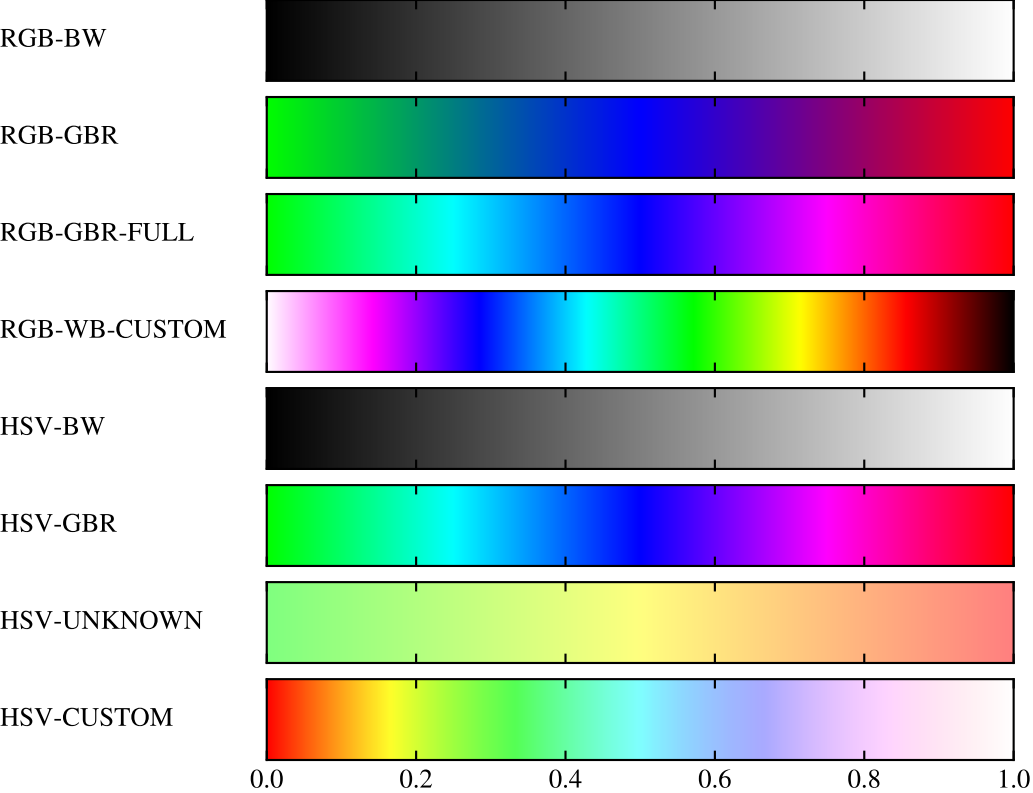 RGB-BW
RGB-GBR
RGB-GBR-FULL
RGB-WB-CUSTOM
HSV-BW
HSV-GBR
HSV-UNKNOWN
HSV-CUSTOM
0.0 0.2 0.4 0.6 0.8 1.0